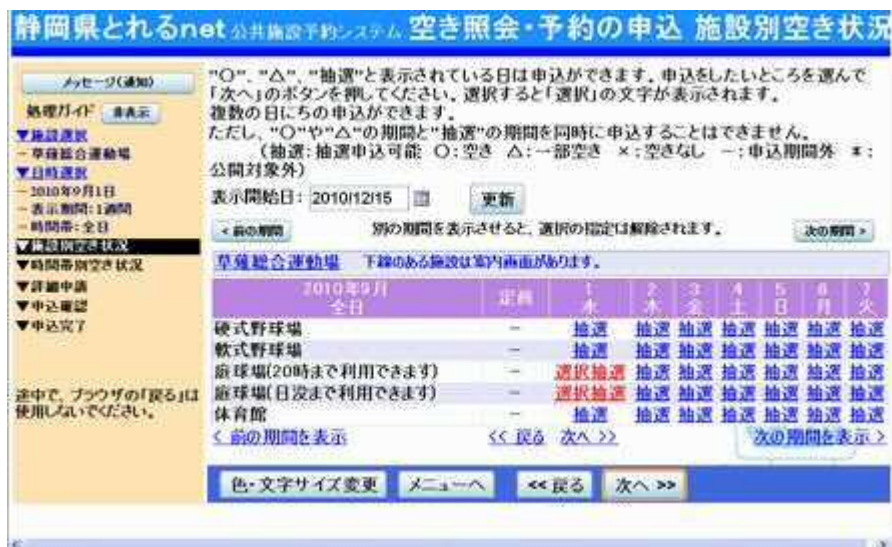 静岡県とれるnet 公共施設予約システム 空き照会・予約の申込 施設別空き状況
メッセージ(通知)
処理ガイド 非表示
▼施設選択
－草薙総合運動場
▼日時選択
－2010年9月1日
－表示期間:1週間
－時間帯:全日
▼施設別空き状況
▼時間帯別空き状況
▼詳細申請
▼申込確認
▼申込完了
途中で、ブラウザの「戻る」は
使用しないでください。
"○"、"△"、"抽選"と表示されている日は申込ができます。申込をしたいところを選んで
「次へ」のボタンを押してください。選択すると「選択」の文字が表示されます。
複数の日にちの申込ができます。
ただし、"○"や"△"の期間と"抽選"の期間を同時に申込することはできません。
(抽選:抽選申込可能 ○:空き △:一部空き ×:空きなし －:申込期間外 *:
公開対象外)
表示開始日: 2010/12/15 更新
< 前の期間 別の期間を表示させると、選択の指定は解除されます。 次の期間 >
草薙総合運動場 下線のある施設は案内画面があります。
2010年9月 定員 1 2 3 4 5 6 7
全日 水 木 金 土 日 月 火
硬式野球場 － 抽選 抽選 抽選 抽選 抽選 抽選 抽選
軟式野球場 － 抽選 抽選 抽選 抽選 抽選 抽選 抽選
庭球場(20時まで利用できます) － 選択抽選 抽選 抽選 抽選 抽選 抽選 抽選
庭球場(日没まで利用できます) － 選択抽選 抽選 抽選 抽選 抽選 抽選 抽選
体育館 － 抽選 抽選 抽選 抽選 抽選 抽選 抽選
< 前の期間を表示 << 戻る 次へ >> 次の期間を表示 >
色・文字サイズ変更 メニューへ << 戻る 次へ >>